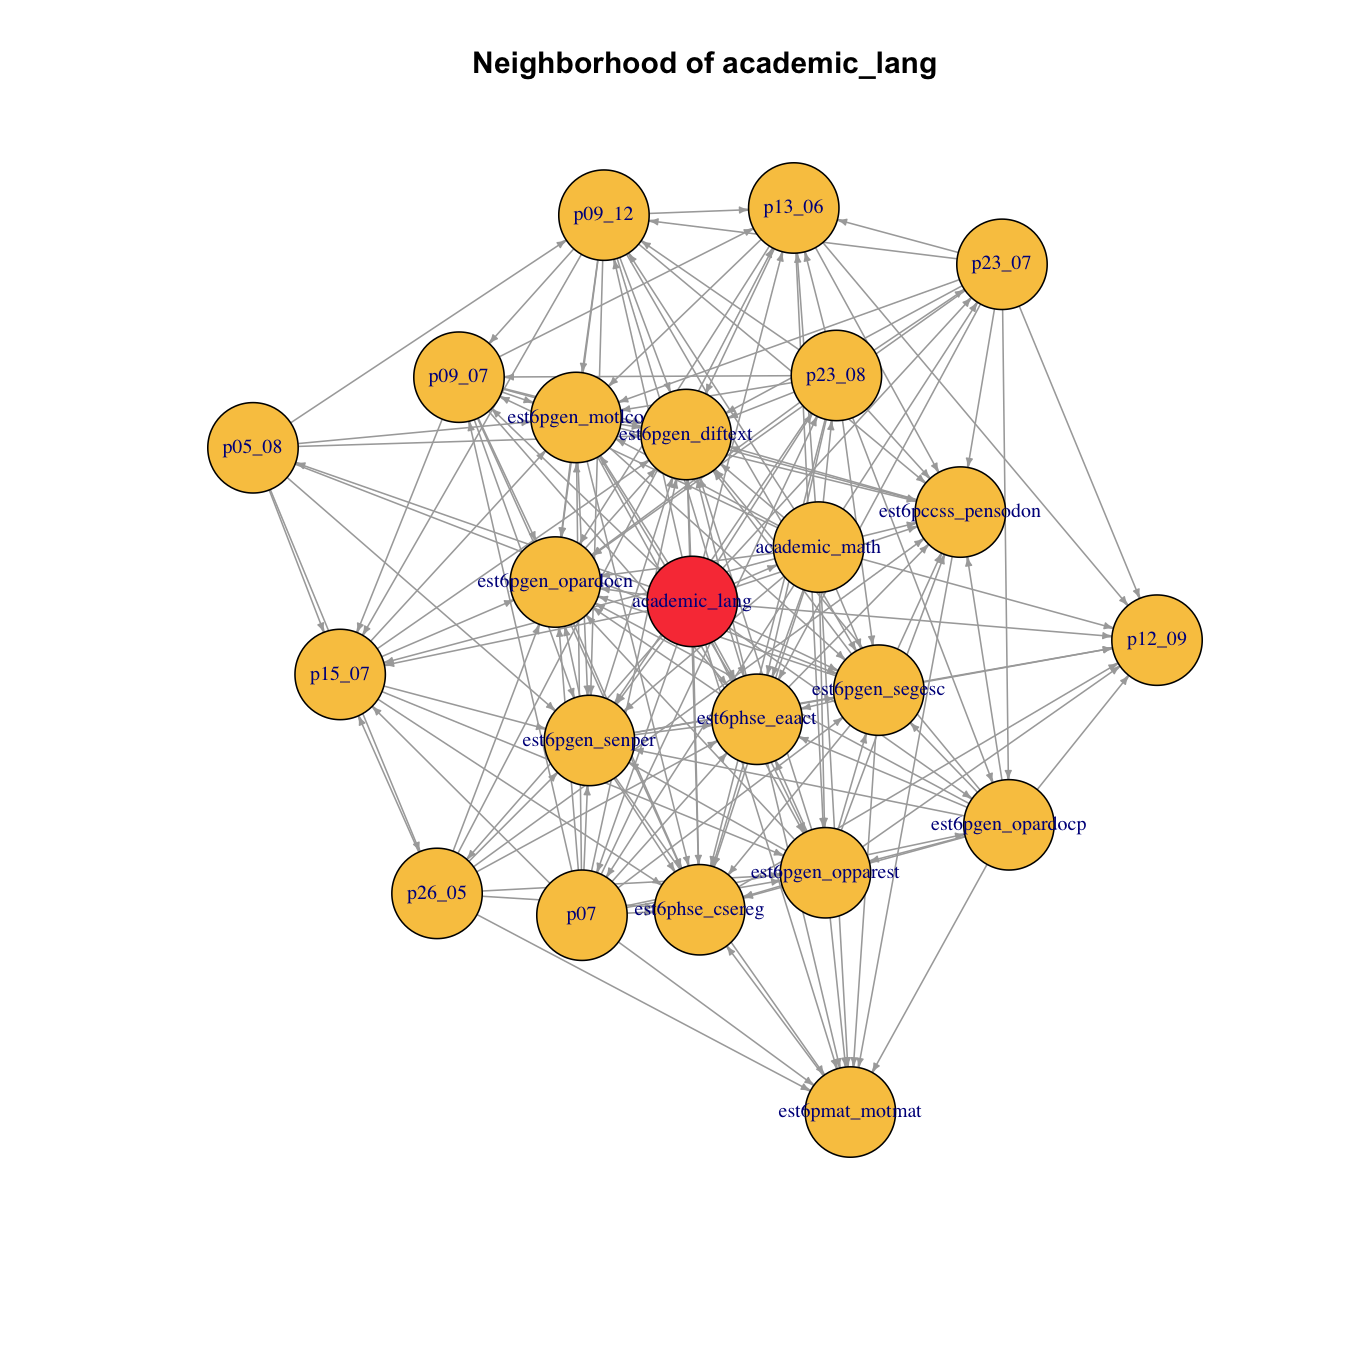 Neighborhood of academic_lang
p09_12
p13_06
p23_07
p09_07
p23_08
est6pgen_motlco
est6pgen_diftext
p05_08
est6pccss_pensodon
academic_math
est6pgen_opardocn
academic_lang
p12_09
p15_07
est6pgen_segesc
est6phse_eaact
est6pgen_senper
est6pgen_opardocp
est6pgen_opparest
p26_05
p07
est6phse_csereg
est6pmat_motmat